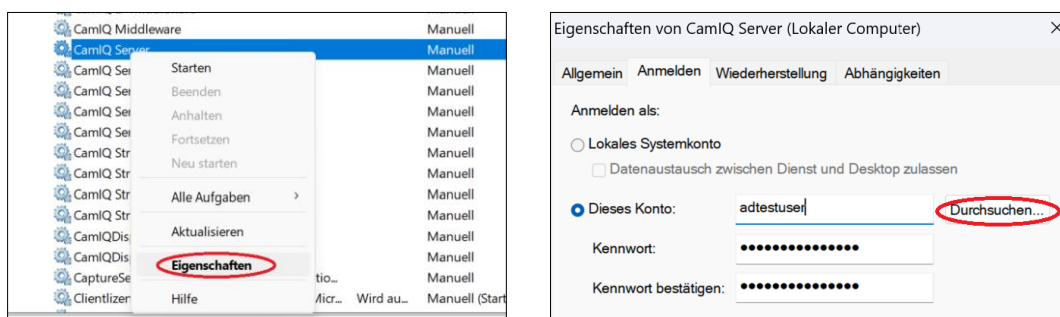 CamIQ Middleware Manuell
CamIQ Server Manuell
CamIQ Ser Manuell
CamIQ Ser Manuell
CamIQ Ser Manuell
CamIQ Ser Manuell
CamIQ Str Manuell
CamIQ Str Manuell
CamIQ Str Manuell
CamIQ Str Manuell
CamIQDis Manuell
CamIQDis Manuell
CaptureSe tio... Manuell
Clientlizen Micr... Wird au... Manuell (Start
Starten
Beenden
Anhalten
Fortsetzen
Neu starten
Alle Aufgaben
Aktualisieren
Eigenschaften
Hilfe
Eigenschaften von CamIQ Server (Lokaler Computer)
Allgemein Anmelden Wiederherstellung Abhängigkeiten
Anmelden als:
Lokales Systemkonto
Datenaustausch zwischen Dienst und Desktop zulassen
Dieses Konto: adtestuser Durchsuchen...
Kennwort: ●●●●●●●●●●●●●●●
Kennwort bestätigen: ●●●●●●●●●●●●●●●